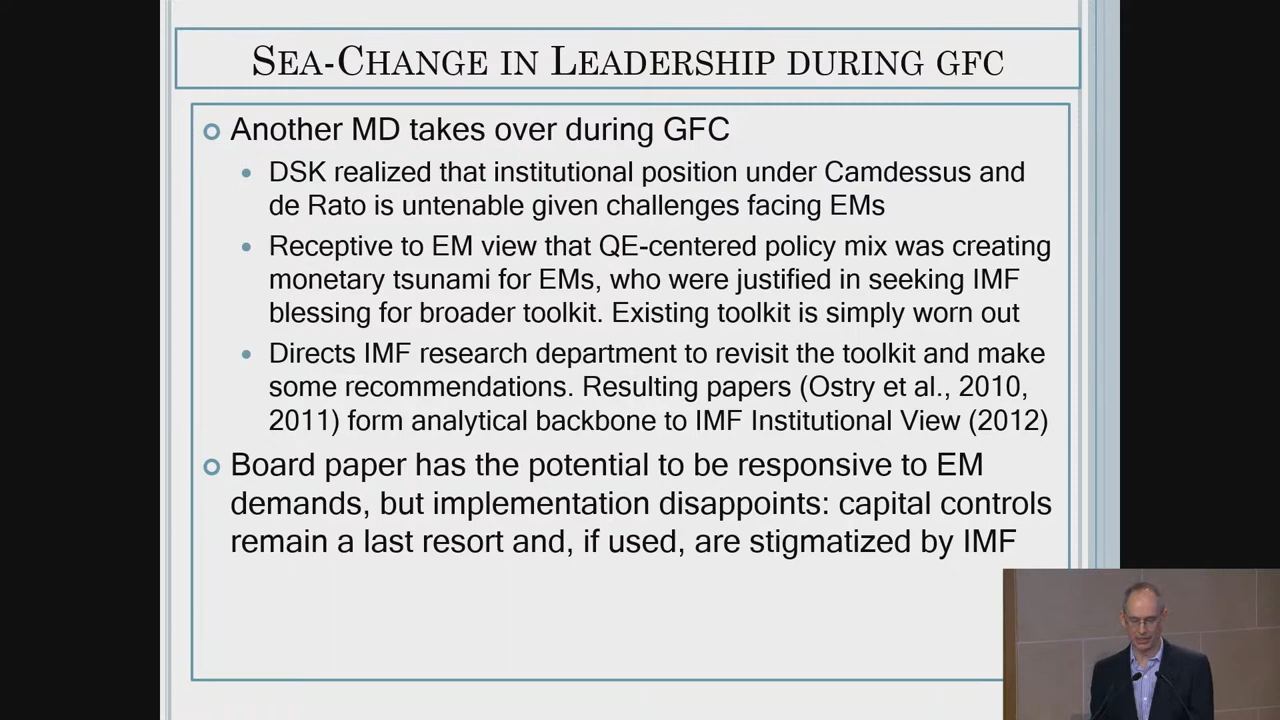 SEA-CHANGE IN LEADERSHIP DURING GFC
Another MD takes over during GFC
DSK realized that institutional position under Camdessus and
de Rato is untenable given challenges facing EMs
Receptive to EM view that QE-centered policy mix was creating
monetary tsunami for EMs, who were justified in seeking IMF
blessing for broader toolkit. Existing toolkit is simply worn out
Directs IMF research department to revisit the toolkit and make
some recommendations. Resulting papers (Ostry et al., 2010,
2011) form analytical backbone to IMF Institutional View (2012)
Board paper has the potential to be responsive to EM
demands, but implementation disappoints: capital controls
remain a last resort and, if used, are stigmatized by IMF